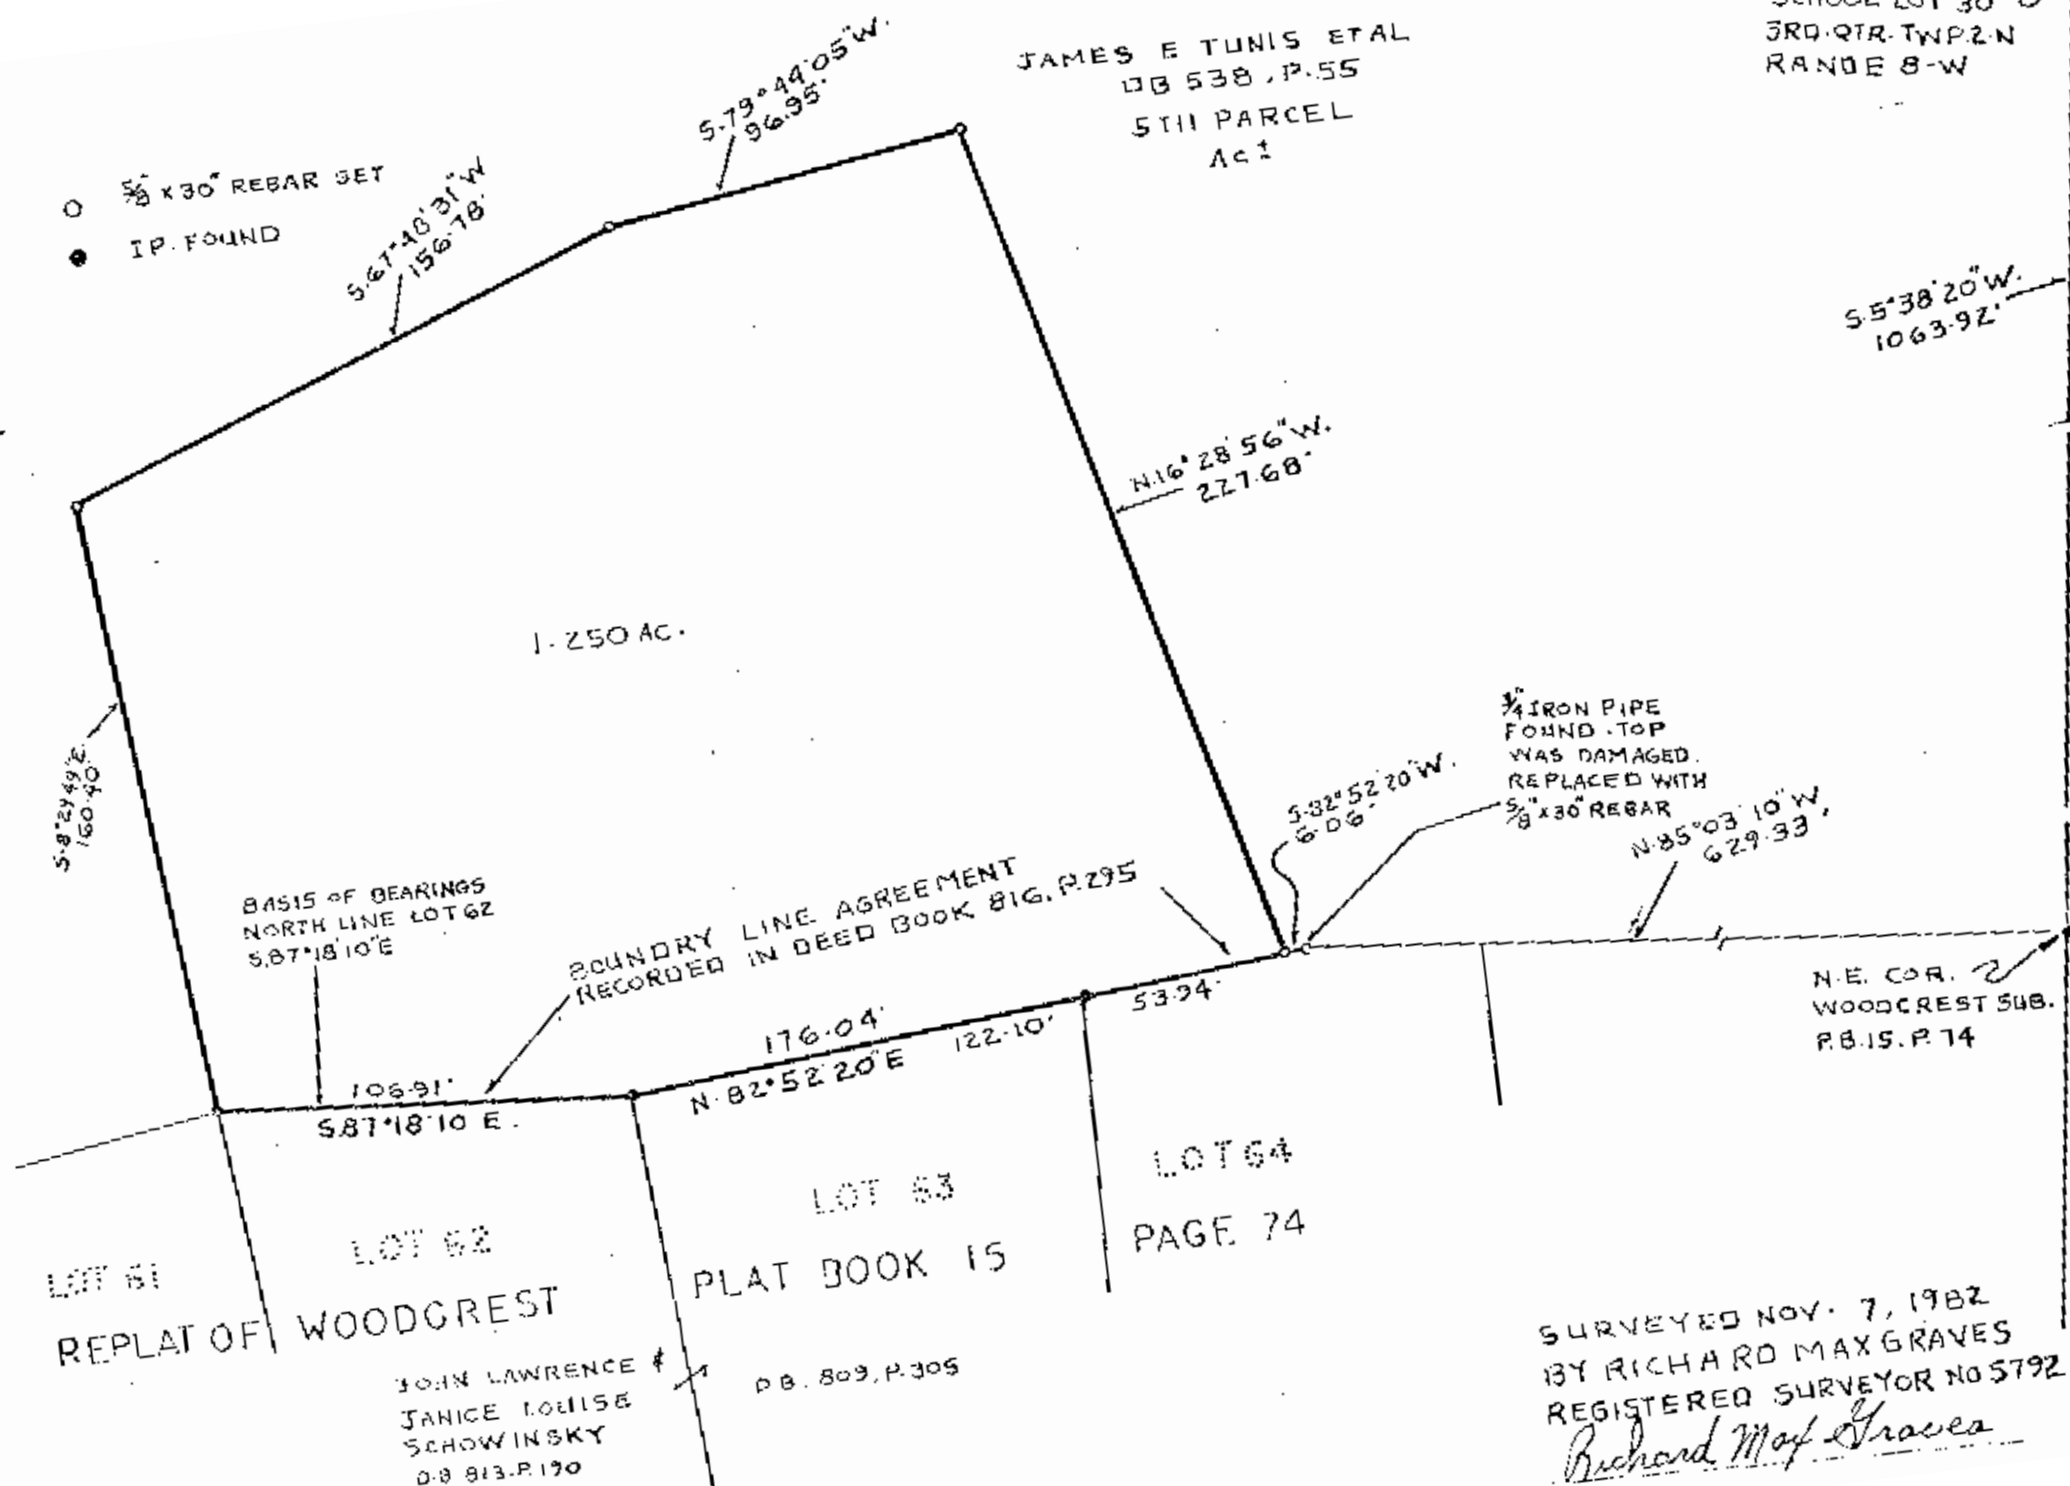 3RD. QTR. TWP. 2-N
RANGE 8-W
JAMES E TUNIS ET AL
DB 538, P. 55
5TH PARCEL
Ac ±
S. 79° 44' 05" W.
96.95'
○ 5/8" x 30" REBAR SET
● I.P. FOUND
S. 67° 48' 31" W
156.78'
S. 5° 38' 20" W.
1063.92'
N. 16° 28' 56" W.
227.68'
1.250 AC.
3/4" IRON PIPE
FOUND. TOP
WAS DAMAGED.
REPLACED WITH
5/8" x 30" REBAR
S. 82° 52' 20" W.
6.06'
N. 85° 03' 10" W.
629.33'
S. 8° 29' 49" E.
160.40'
BASIS OF BEARINGS
NORTH LINE LOT 62
S. 87° 18' 10" E
BOUNDRY LINE AGREEMENT
RECORDED IN DEED BOOK 816, P. 295
N.E. COR.
WOODCREST SUB.
P.B. 15. P. 74
176.04'
122.10'
53.94'
N. 82° 52' 20" E
106.91'
S. 87° 18' 10 E.
LOT 61
LOT 62
LOT 63
LOT 64
REPLAT OF WOODCREST PLAT BOOK 15 PAGE 74
JOHN LAWRENCE &
JANICE LOUISE
SCHOWINSKY
D.B 813. P. 190
D B. 809, P. 305
SURVEYED NOV. 7, 1982
BY RICHARD MAX GRAVES
REGISTERED SURVEYOR NO 5792
Richard Max Graves